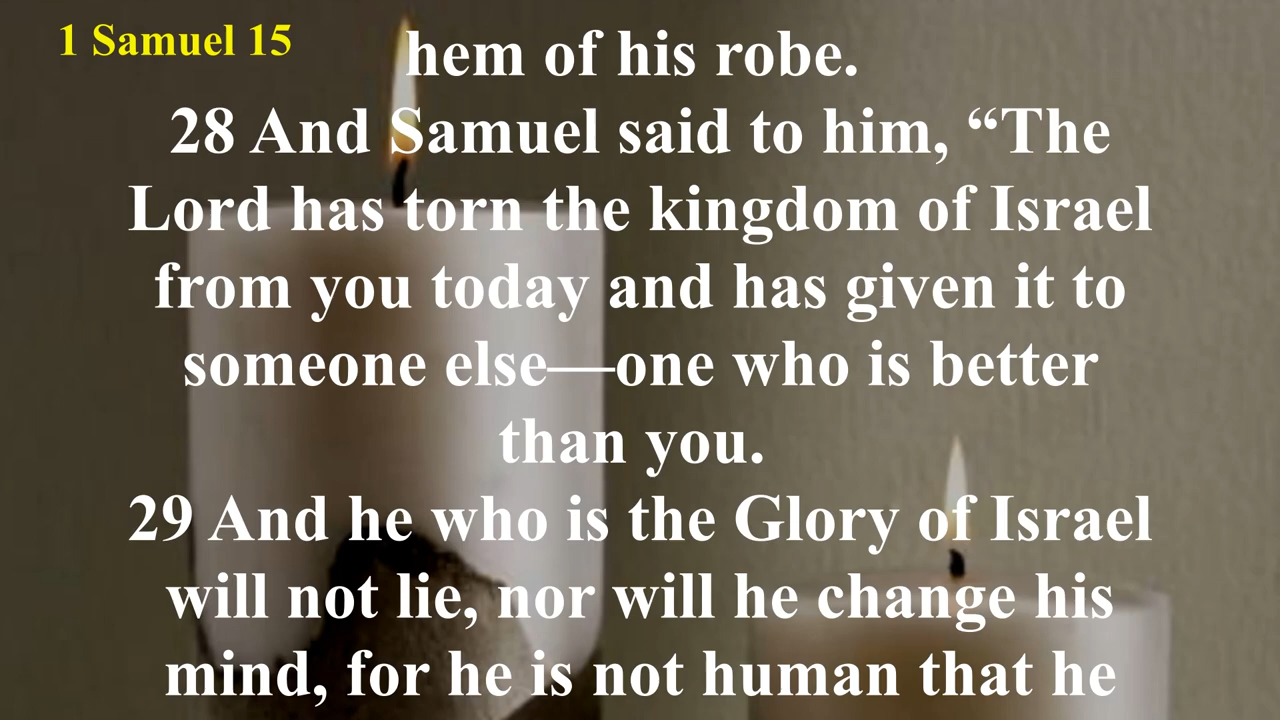 1 Samuel 15
hem of his robe.
28 And Samuel said to him, “The
Lord has torn the kingdom of Israel
from you today and has given it to
someone else—one who is better
than you.
29 And he who is the Glory of Israel
will not lie, nor will he change his
mind, for he is not human that he